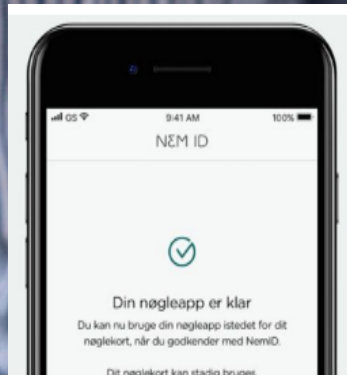 GS 9:41 AM 100%
NEM ID
Din nøgleapp er klar
Du kan nu bruge din nøgleapp istedet for dit
nøglekort, når du godkender med NemID.
Dit nøglekort kan stadig bruges